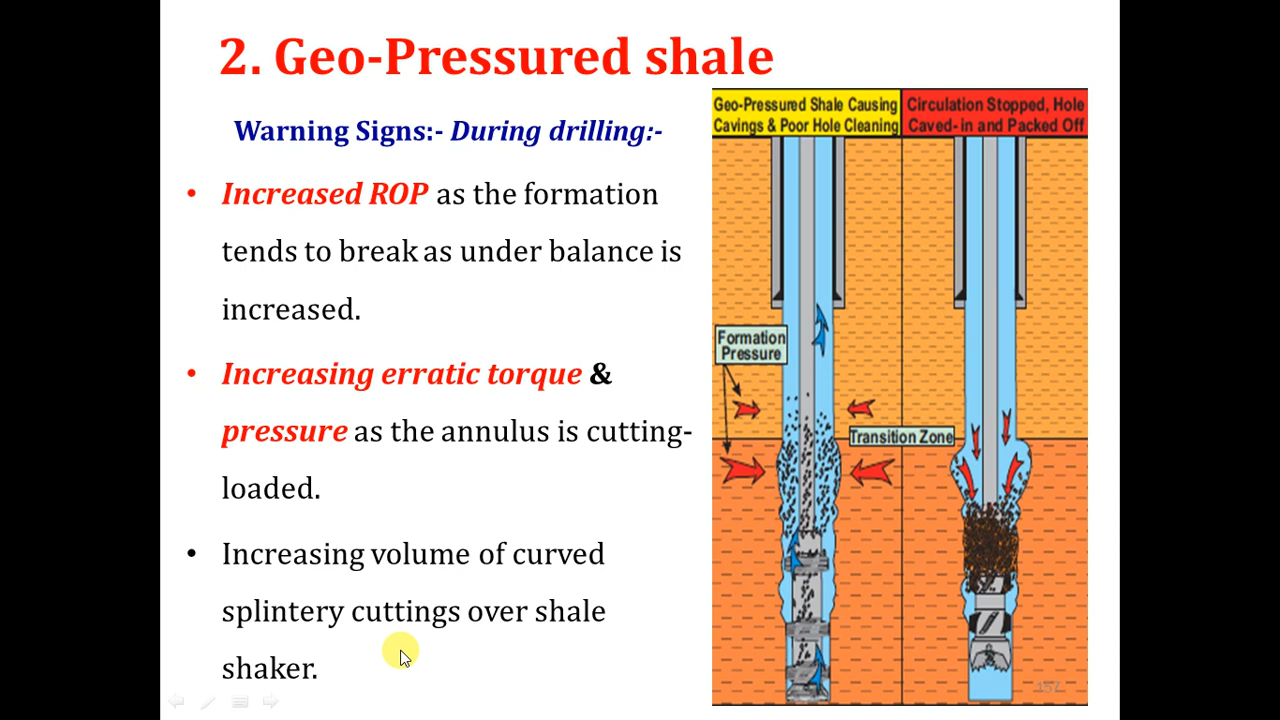 2. Geo-Pressured shale
Warning Signs:- During drilling:-
• Increased ROP as the formation
tends to break as under balance is
increased.
• Increasing erratic torque &
pressure as the annulus is cutting-
loaded.
• Increasing volume of curved
splintery cuttings over shale
shaker.
Geo-Pressured Shale Causing
Cavings & Poor Hole Cleaning
Circulation Stopped, Hole
Caved-in and Packed Off
Formation
Pressure
Transition Zone
157